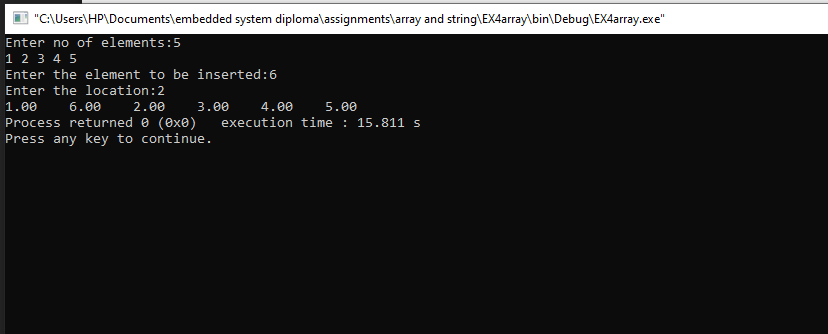 "C:\Users\HP\Documents\embedded system diploma\assignments\array and string\EX4array\bin\Debug\EX4array.exe"
Enter no of elements:5
1 2 3 4 5
Enter the element to be inserted:6
Enter the location:2
1.00    6.00    2.00    3.00    4.00    5.00
Process returned 0 (0x0)   execution time : 15.811 s
Press any key to continue.